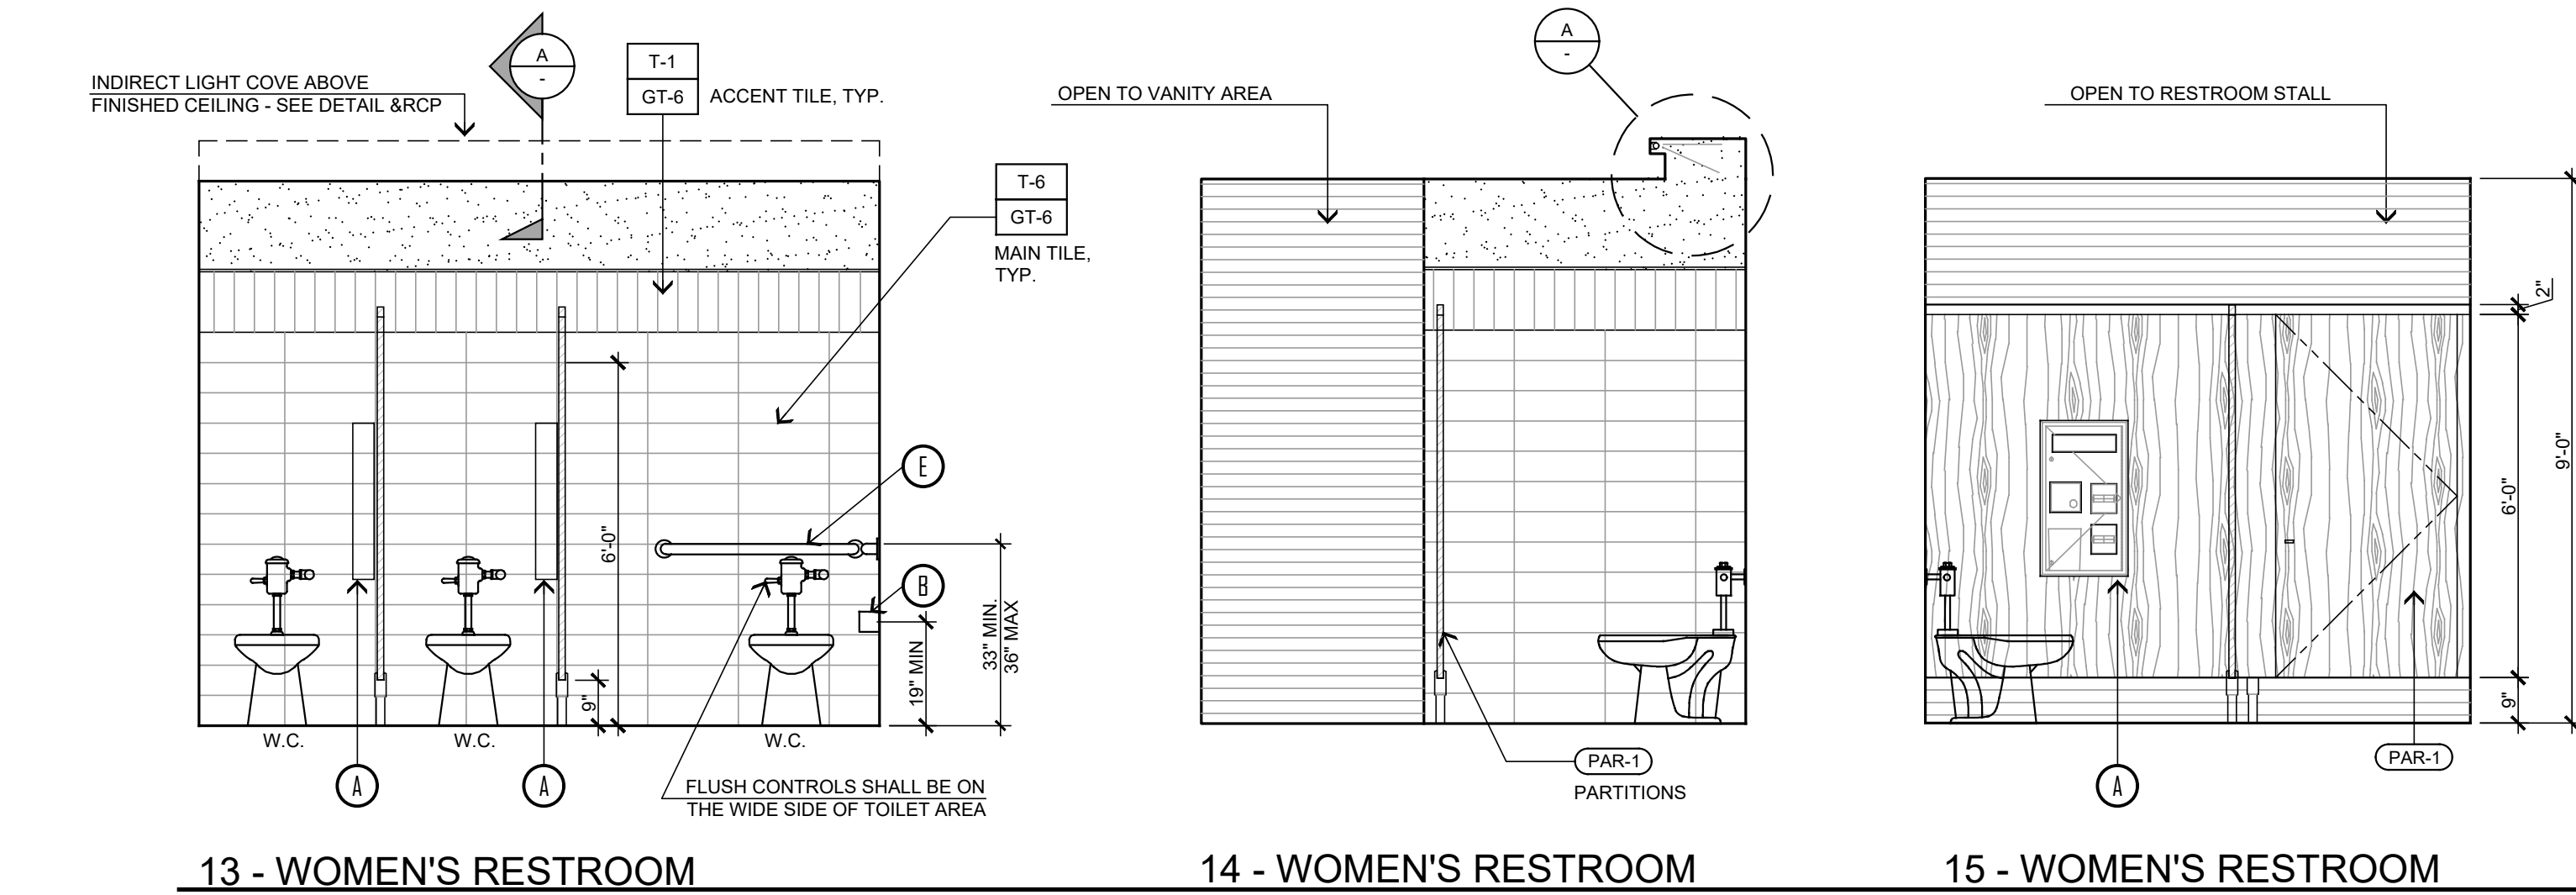 A
-
T-1
GT-6
ACCENT TILE, TYP.
INDIRECT LIGHT COVE ABOVE
FINISHED CEILING - SEE DETAIL &RCP
T-6
GT-6
MAIN TILE,
TYP.
E
B
6'-0"
9"
19" MIN
33" MIN.
36" MAX
W.C.
W.C.
W.C.
A
A
FLUSH CONTROLS SHALL BE ON
THE WIDE SIDE OF TOILET AREA
13 - WOMEN'S RESTROOM
A
-
OPEN TO VANITY AREA
PAR-1
PARTITIONS
14 - WOMEN'S RESTROOM
OPEN TO RESTROOM STALL
2"
6'-0"
9'-0"
9"
PAR-1
A
15 - WOMEN'S RESTROOM